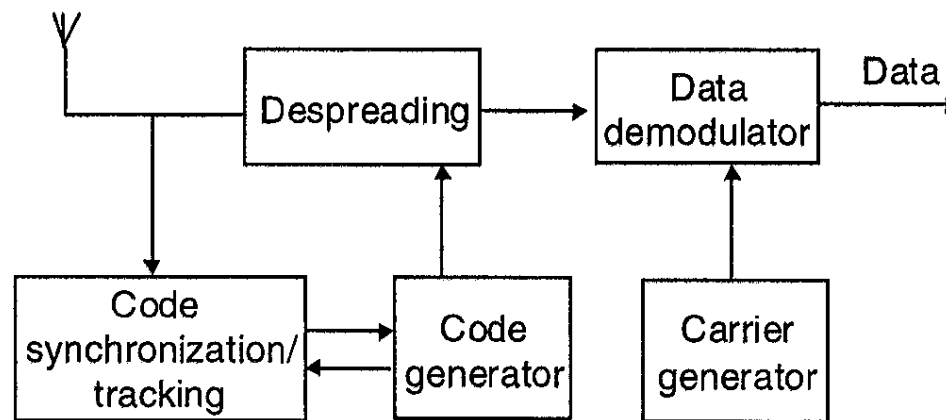 Despreading
Data
demodulator
Data
Code
synchronization/
tracking
Code
generator
Carrier
generator